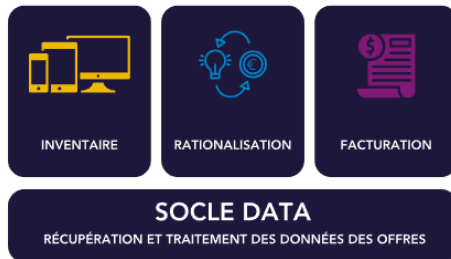 $
€
INVENTAIRE
RATIONALISATION
FACTURATION
SOCLE DATA
RÉCUPÉRATION ET TRAITEMENT DES DONNÉES DES OFFRES